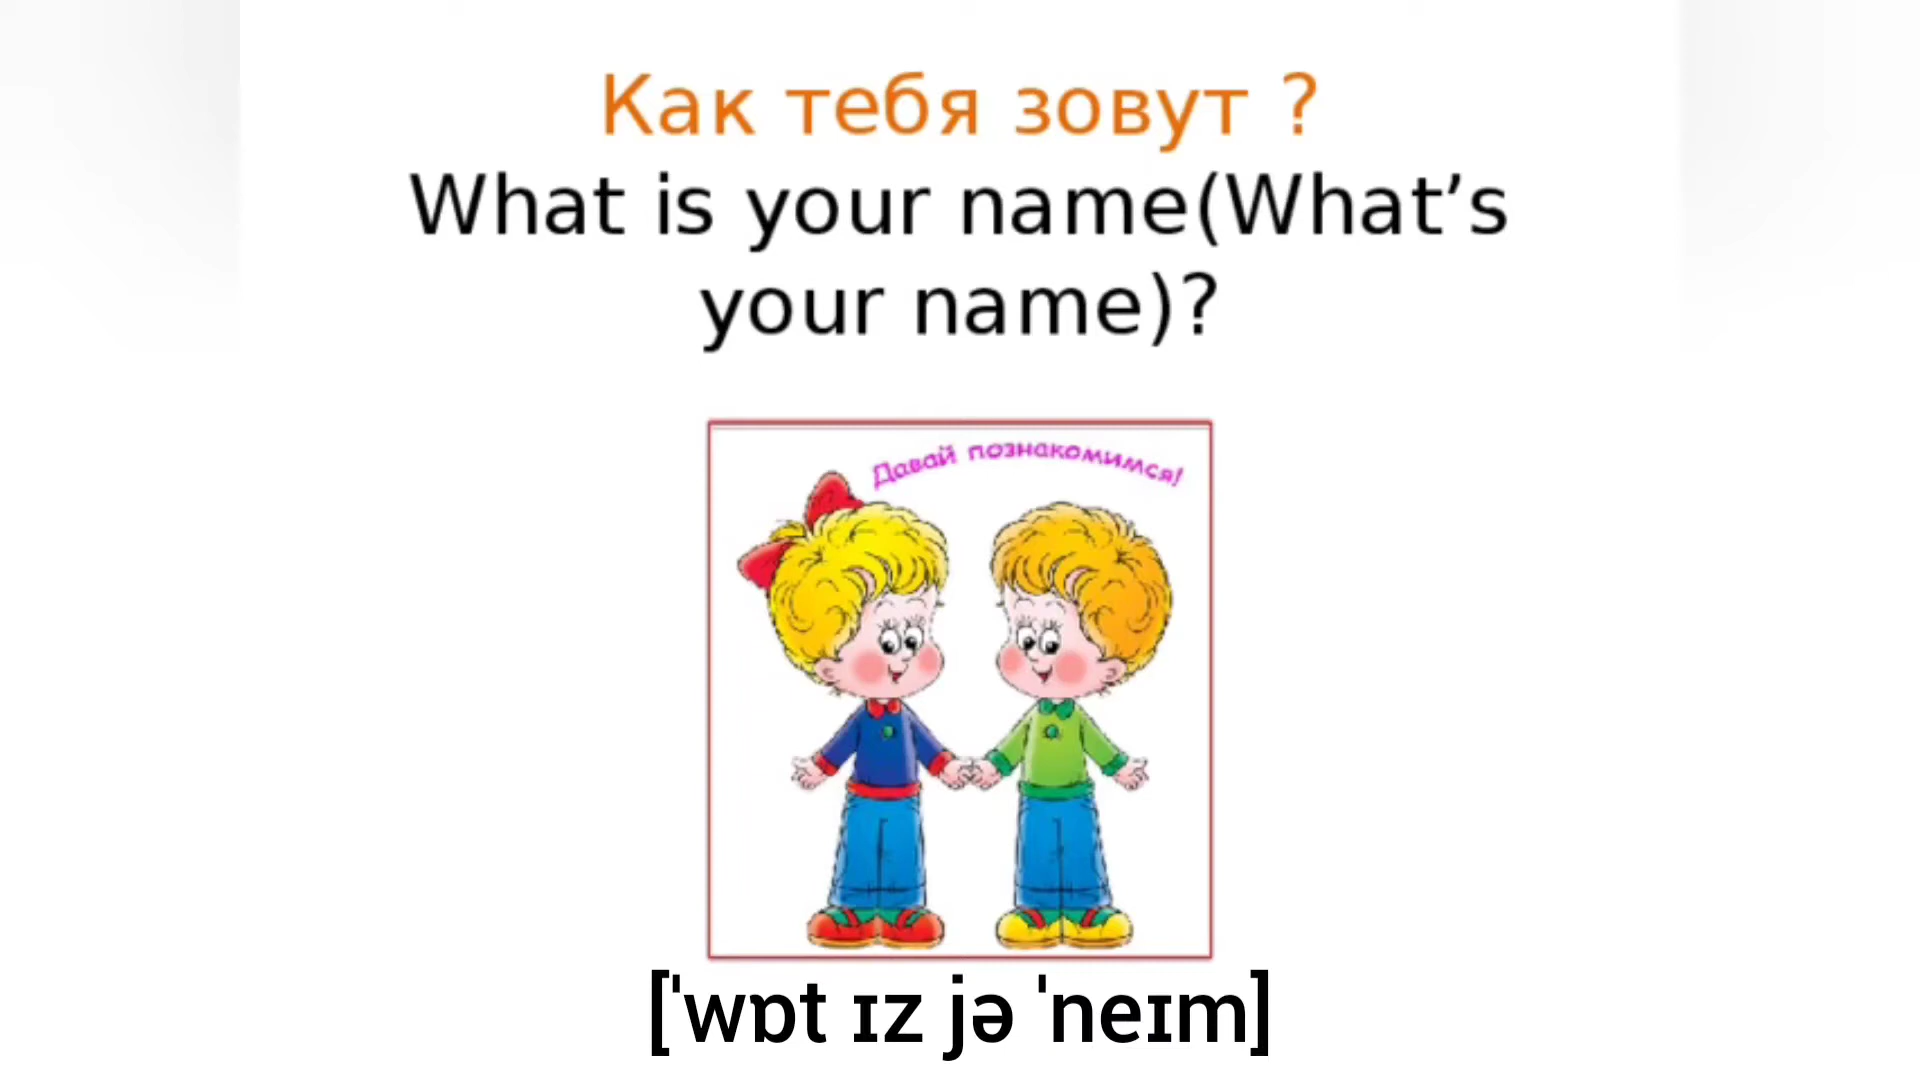 Как тебя зовут ?
What is your name(What’s
your name)?
Давай познакомимся!
[ˈwɒt ɪz jə ˈneɪm]